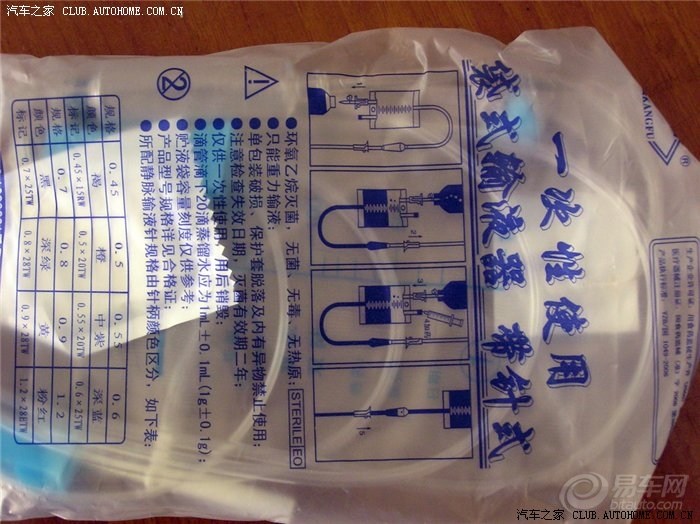 汽车之家 CLUB.AUTOHOME.COM.CN
KANGFU
®
一次性使用
袋式输液器 带针式
●环氧乙烷灭菌，无菌、无毒、无热原；
STERILE EO
●只能重力输液；
●单包装破损，保护套脱落及内有异物禁止使用；
注意检查失效日期，灭菌有效期二年；
●仅供一次性使用，用后销毁；
●滴管滴下20滴蒸馏水应为1mL±0.1mL(1g±0.1g)；
●贮液袋容量刻度仅供参考；
●产品型号规格详见合格证；
●所配静脉输液针规格由针柄颜色区分，如下表：
规格 0.45 0.5 0.55 0.6
颜色 褐 橙 中紫 深蓝
标记 0.45×15RW 0.5×20TW 0.55×20TW 0.6×25TW
规格 0.7 0.8 0.9 1.2
颜色 黑 深绿 黄 粉红
标记 0.7×25TW 0.8×28TW 0.9×28TW 1.2×28ETW
易车网
汽车之家 CLUB.AUTOHOME.COM.CN